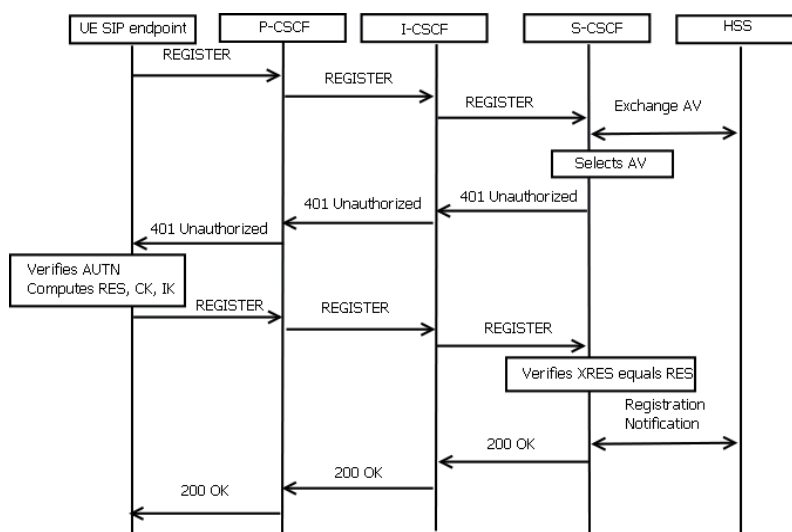 UE SIP endpoint
P-CSCF
I-CSCF
S-CSCF
HSS
REGISTER
REGISTER
REGISTER
Exchange AV
Selects AV
401 Unauthorized
401 Unauthorized
401 Unauthorized
Verifies AUTN
Computes RES, CK, IK
REGISTER
REGISTER
REGISTER
Verifies XRES equals RES
Registration
Notification
200 OK
200 OK
200 OK